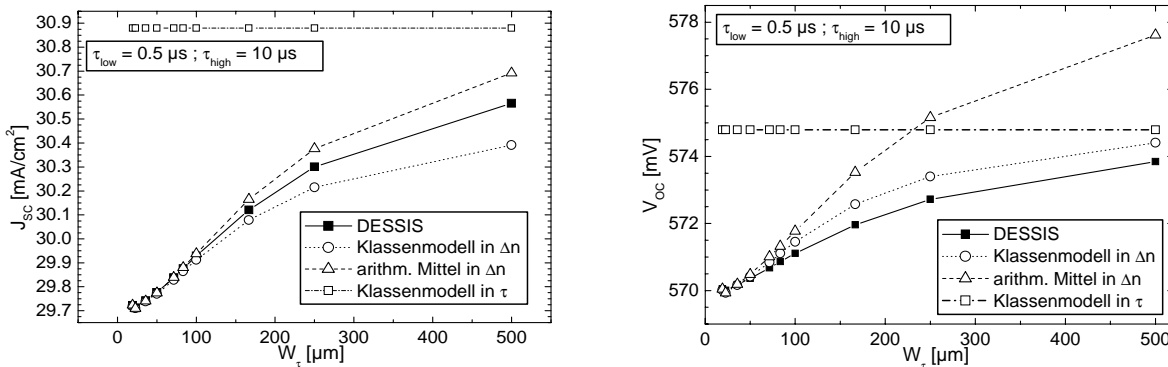 30.9
30.8
30.7
30.6
30.5
30.4
30.3
30.2
30.1
30.0
29.9
29.8
29.7
J_SC [mA/cm²]
τ_low = 0.5 µs ; τ_high = 10 µs
DESSIS
Klassenmodell in Δn
arithm. Mittel in Δn
Klassenmodell in τ
0 100 200 300 400 500
W_τ [µm]
578
576
574
572
570
V_OC [mV]
τ_low = 0.5 µs ; τ_high = 10 µs
DESSIS
Klassenmodell in Δn
arithm. Mittel in Δn
Klassenmodell in τ
0 100 200 300 400 500
W_τ [µm]